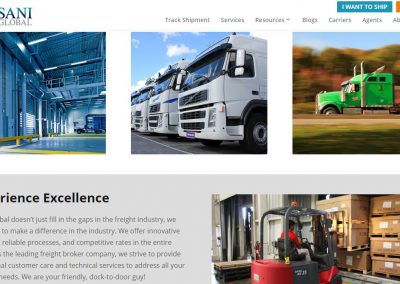 SANI
GLOBAL
I WANT TO SHIP
Track Shipment Services Resources Blogs Carriers Agents Ab
rience Excellence
bal doesn't just fill in the gaps in the freight industry, we
to make a difference in the industry. We offer innovative
reliable processes, and competitive rates in the entire
s the leading freight broker company, we strive to provide
nal customer care and technical services to address all your
needs. We are your friendly, dock-to-door guy!